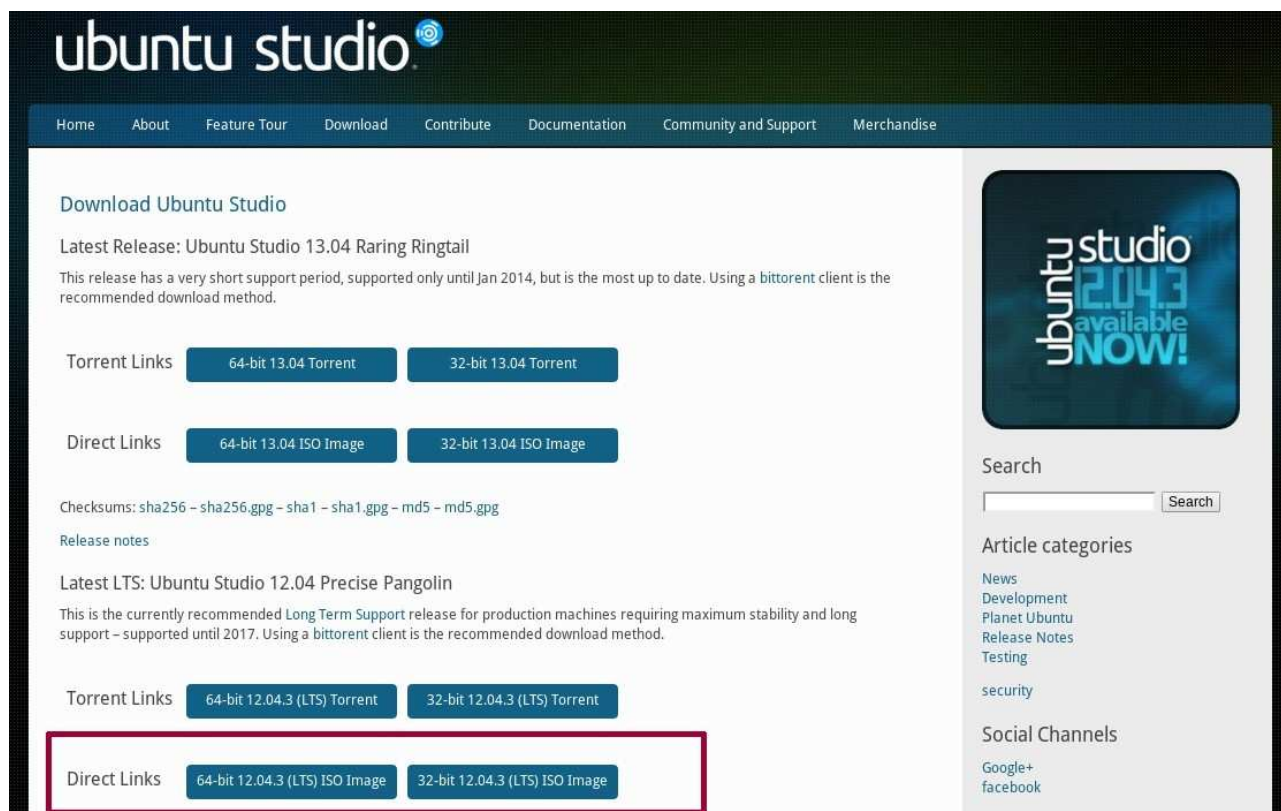 ubuntu studio
Home About Feature Tour Download Contribute Documentation Community and Support Merchandise
Download Ubuntu Studio
Latest Release: Ubuntu Studio 13.04 Raring Ringtail
This release has a very short support period, supported only until Jan 2014, but is the most up to date. Using a bittorent client is the
recommended download method.
Torrent Links 64-bit 13.04 Torrent 32-bit 13.04 Torrent
Direct Links 64-bit 13.04 ISO Image 32-bit 13.04 ISO Image
Checksums: sha256 – sha256.gpg – sha1 – sha1.gpg – md5 – md5.gpg
Release notes
Latest LTS: Ubuntu Studio 12.04 Precise Pangolin
This is the currently recommended Long Term Support release for production machines requiring maximum stability and long
support – supported until 2017. Using a bittorent client is the recommended download method.
Torrent Links 64-bit 12.04.3 (LTS) Torrent 32-bit 12.04.3 (LTS) Torrent
Direct Links 64-bit 12.04.3 (LTS) ISO Image 32-bit 12.04.3 (LTS) ISO Image
ubuntu
studio
12.04.3
available
NOW!
Search
Search
Article categories
News
Development
Planet Ubuntu
Release Notes
Testing
security
Social Channels
Google+
facebook